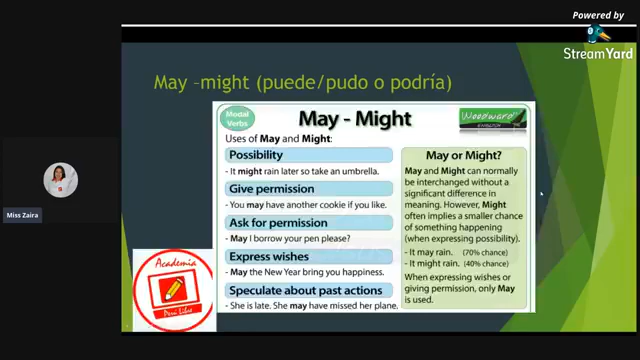 Powered by
StreamYard
May –might (puede/pudo o podría)
Modal
Verbs
May - Might
Woodward
ENGLISH
Uses of May and Might:
Possibility
- It might rain later so take an umbrella.
Give permission
- You may have another cookie if you like.
Ask for permission
- May I borrow your pen please?
Express wishes
- May the New Year bring you happiness.
Speculate about past actions
- She is late. She may have missed her plane.
May or Might?
May and Might can normally
be interchanged without a
significant difference in
meaning. However, Might
often implies a smaller chance
of something happening
(when expressing possibility).
- It may rain. (70% chance)
- It might rain. (40% chance)
When expressing wishes or
giving permission, only May
is used.
Miss Zaira
Academia
Perú Libre